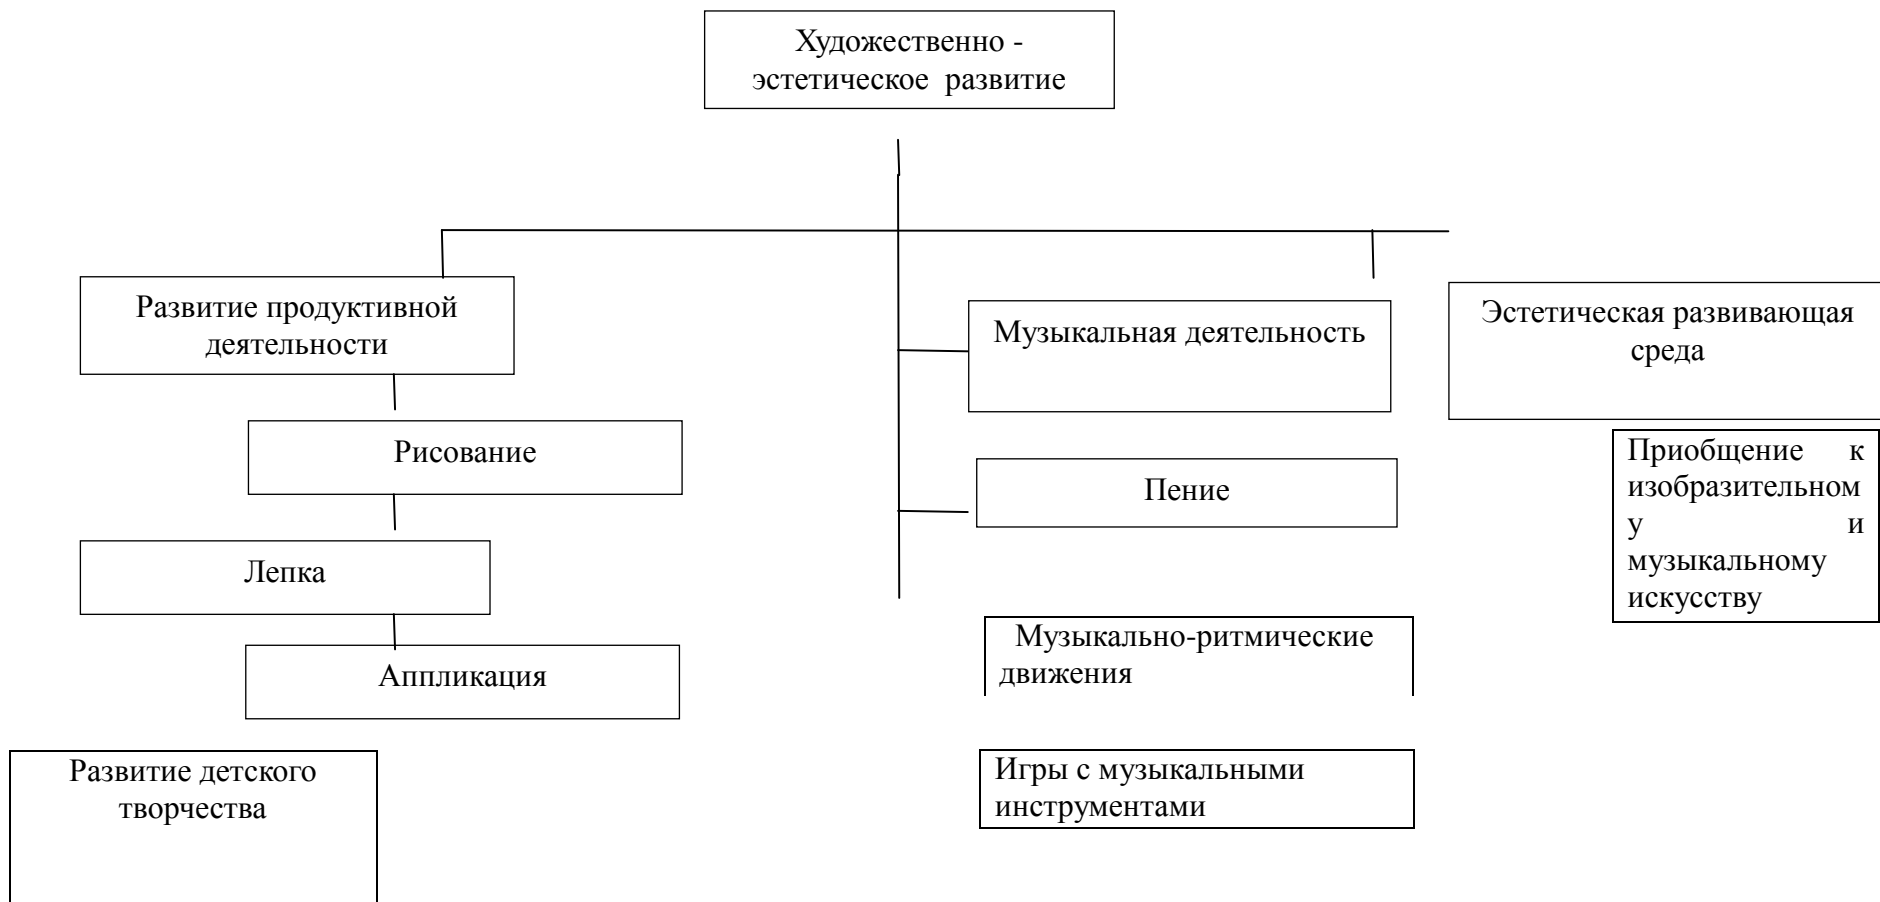 Художественно -
эстетическое развитие
Развитие продуктивной
деятельности
Музыкальная деятельность
Эстетическая развивающая
среда
Рисование
Пение
Приобщение к
изобразительном
у и
музыкальному
искусству
Лепка
Музыкально-ритмические
движения
Аппликация
Развитие детского
творчества
Игры с музыкальными
инструментами